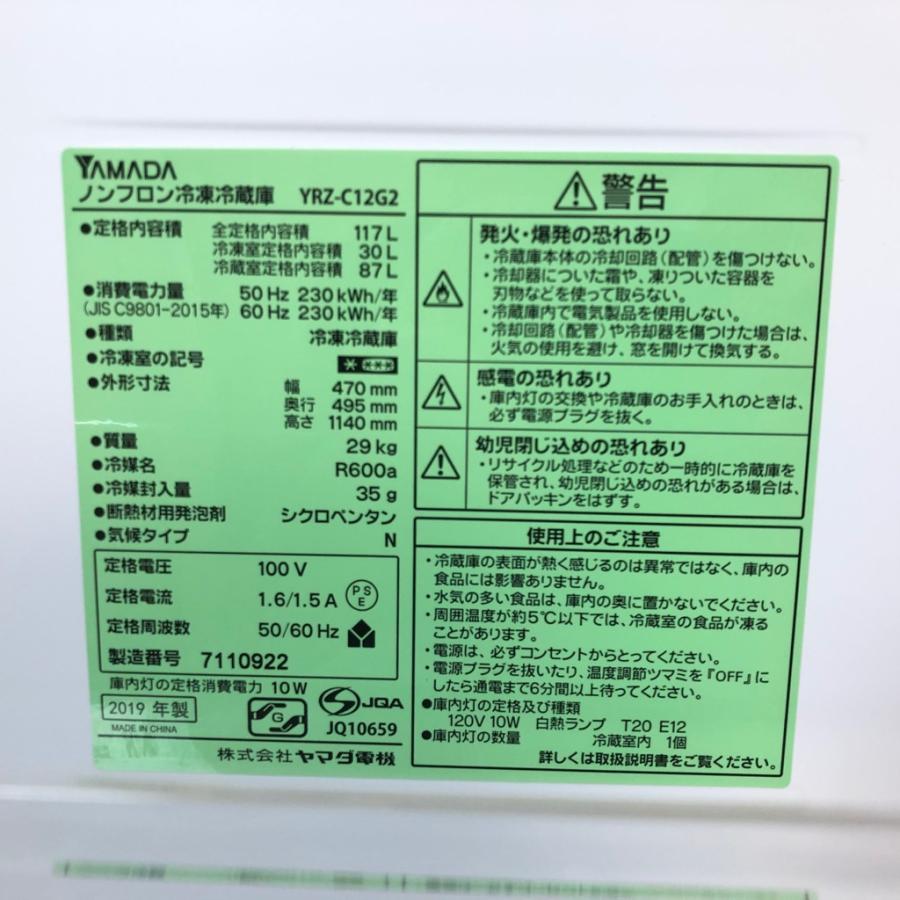 YAMADA
ノンフロン冷凍冷蔵庫 YRZ-C12G2
●定格内容積 全定格内容積 117L
冷凍室定格内容積 30L
冷蔵室定格内容積 87L
●消費電力量 50Hz 230kWh/年
(JIS C9801-2015年) 60Hz 230kWh/年
●種類 冷凍冷蔵庫
●冷凍室の記号
●外形寸法 幅 470mm
奥行 495mm
高さ 1140mm
●質量 29kg
●冷媒名 R600a
●冷媒封入量 35g
●断熱材用発泡剤 シクロペンタン
●気候タイプ N
定格電圧 100V
定格電流 1.6/1.5A
PS
E
定格周波数 50/60Hz
製造番号 7110922
庫内灯の定格消費電力 10W
2019年製
MADE IN CHINA
G
JQA
JQ10659
株式会社ヤマダ電機
警告
発火・爆発の恐れあり
・冷蔵庫本体の冷却回路(配管)を傷つけない。
・冷却器についた霜や、凍りついた容器を
刃物などを使って取らない。
・冷蔵庫内で電気製品を使用しない。
・冷却回路(配管)や冷却器を傷つけた場合は、
火気の使用を避け、窓を開けて換気する。
感電の恐れあり
・庫内灯の交換や冷蔵庫のお手入れのときは、
必ず電源プラグを抜く。
幼児閉じ込めの恐れあり
・リサイクル処理などのため一時的に冷蔵庫を
保管され、幼児閉じ込めの恐れがある場合は、
ドアパッキンをはずす。
使用上のご注意
・冷蔵庫の表面が熱く感じるのは異常ではなく、庫内の
食品には影響ありません。
・水気の多い食品は、庫内の奥に置かないでください。
・周囲温度が約5℃以下では、冷蔵室の食品が凍る
ことがあります。
・電源は、必ずコンセントからとってください。
・電源プラグを抜いたり、温度調節ツマミを『OFF』に
したら通電まで6分間以上待ってください。
●庫内灯の定格及び種類
120V 10W 白熱ランプ T20 E12
●庫内灯の数量 冷蔵室内 1個
詳しくは取扱説明書をご覧ください。